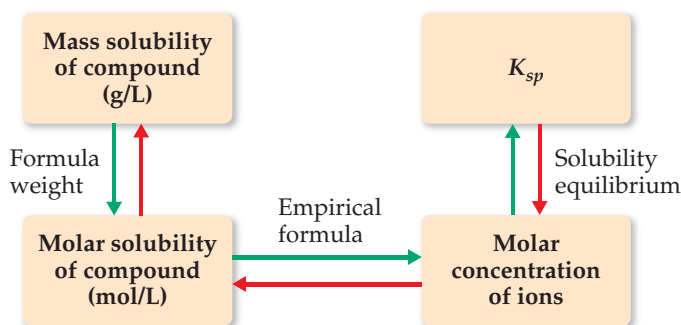 Mass solubility
of compound
(g/L)
K_sp
Formula
weight
Solubility
equilibrium
Empirical
formula
Molar solubility
of compound
(mol/L)
Molar
concentration
of ions